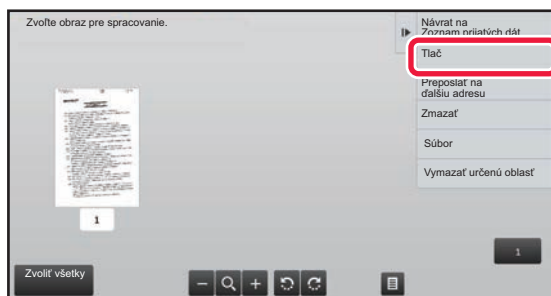 Zvoľte obraz pre spracovanie.
Návrat na
Zoznam prijatých dát
Tlač
Preposlať na
ďalšiu adresu
Zmazať
Súbor
Vymazať určenú oblasť
1
1
Zvoliť všetky